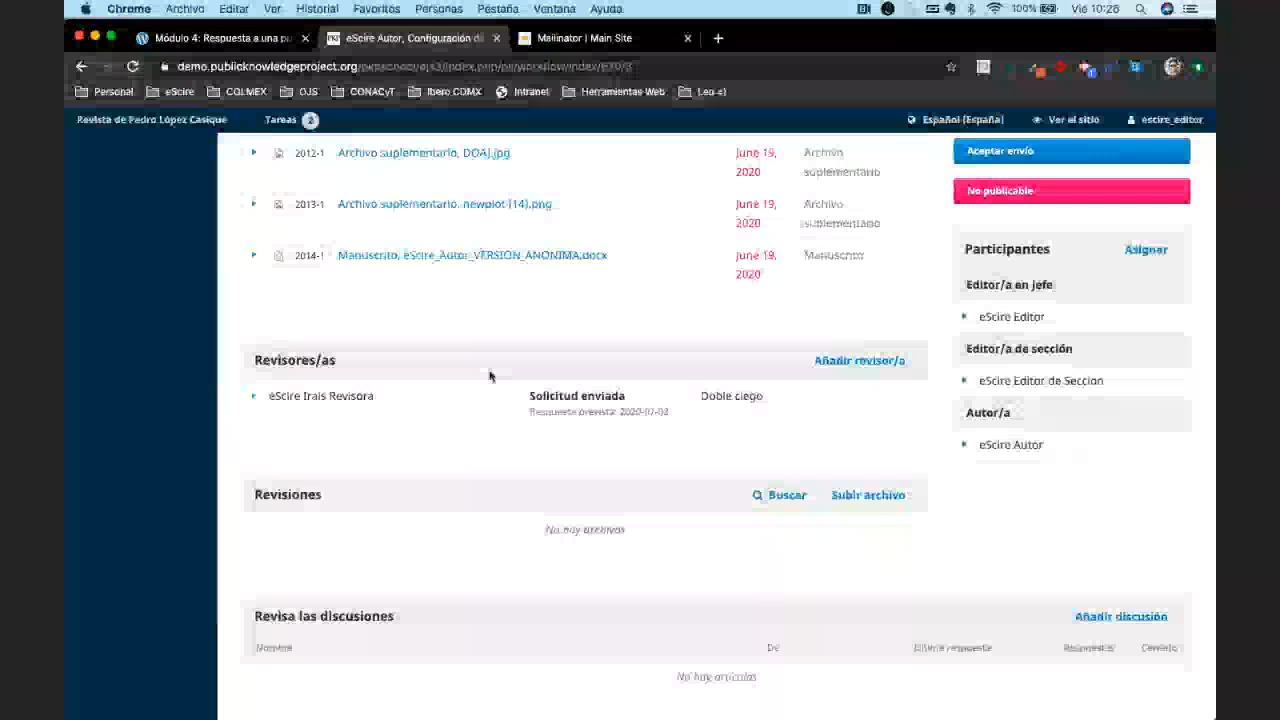 Chrome Archivo Editar Ver Historial Favoritos Personas Pestaña Ventana Ayuda 100% Vie 10:26
Módulo 4: Respuesta a una pu × eScire Autor, Configuración d × Mailinator | Main Site × +
demo.publicknowledgeproject.org
Personal eScire COLMEX OJS CONACyT Ibero CDMX Intranet Herramientas Web
Revista de Pedro López Casique Tareas 2 Español (España) Ver el sitio escire_editor
2012-1 Archivo suplementario, DOAJ.jpg June 19, 2020 Archivo suplementario
2013-1 Archivo suplementario, newplot (14).png June 19, 2020 Archivo suplementario
2014-1 Manuscrito, eScire_Autor_VERSION_ANONIMA.docx June 19, 2020 Manuscrito
Aceptar envío
No publicable
Participantes Asignar
Editor/a en jefe
eScire Editor
Editor/a de sección
eScire Editor de Seccion
Autor/a
eScire Autor
Revisores/as Añadir revisor/a
eScire Irais Revisora Solicitud enviada Doble ciego
Respuesta prevista: 2020-07-03
Revisiones Buscar Subir archivo
No hay archivos
Revisa las discusiones Añadir discusión
Nombre De Última respuesta Respuestas Cerrado
No hay artículos